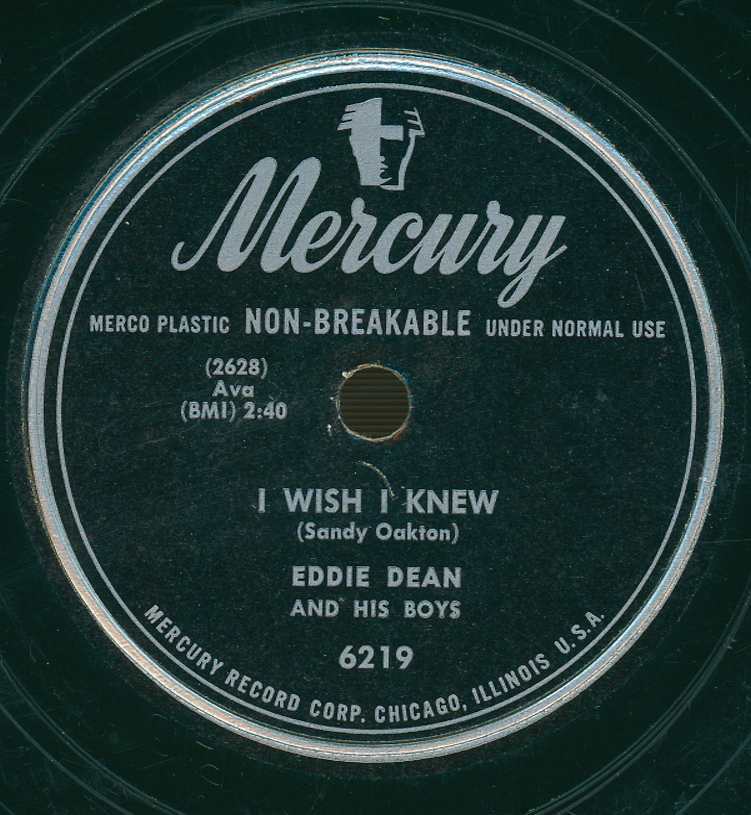 Mercury
MERCO PLASTIC NON-BREAKABLE UNDER NORMAL USE
(2628)
Ava
(BMI) 2:40
I WISH I KNEW
(Sandy Oakton)
EDDIE DEAN
AND HIS BOYS
6219
MERCURY RECORD CORP. CHICAGO, ILLINOIS U.S.A.